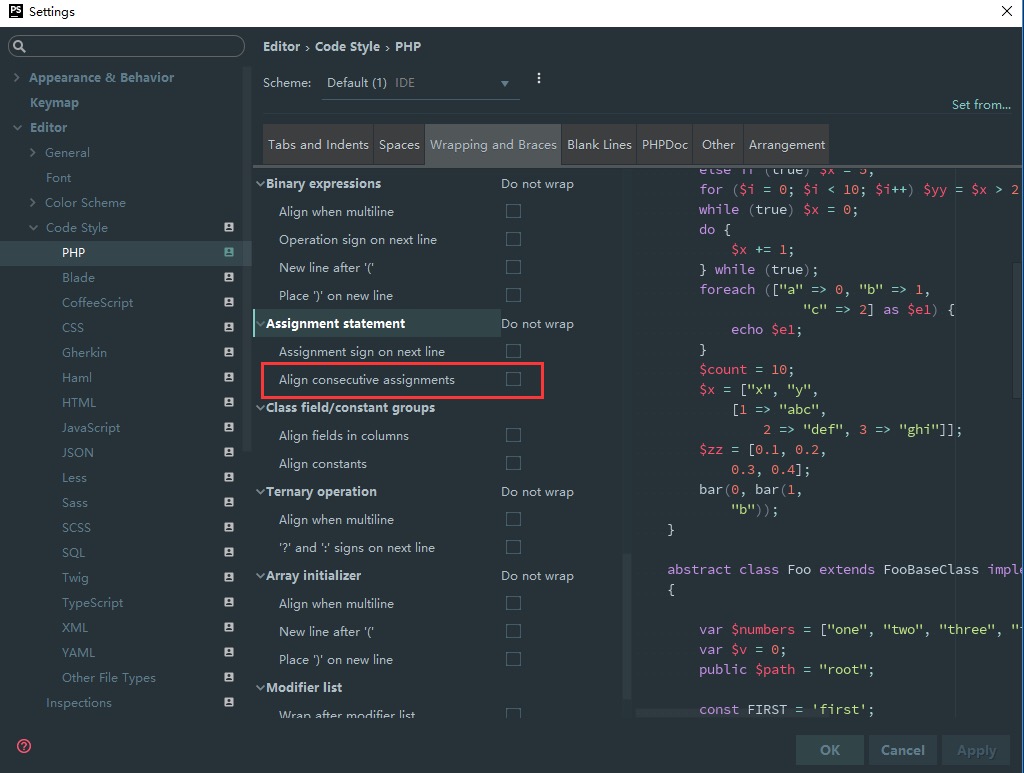 PS Settings
Editor › Code Style › PHP
Appearance & Behavior
Keymap
Editor
General
Font
Color Scheme
Code Style
PHP
Blade
CoffeeScript
CSS
Gherkin
Haml
HTML
JavaScript
JSON
Less
Sass
SCSS
SQL
Twig
TypeScript
XML
YAML
Other File Types
Inspections
Scheme: Default (1) IDE
Set from...
Tabs and Indents Spaces Wrapping and Braces Blank Lines PHPDoc Other Arrangement
Binary expressions Do not wrap
Align when multiline
Operation sign on next line
New line after '('
Place ')' on new line
Assignment statement Do not wrap
Assignment sign on next line
Align consecutive assignments
Class field/constant groups
Align fields in columns
Align constants
Ternary operation Do not wrap
Align when multiline
'?' and ':' signs on next line
Array initializer Do not wrap
Align when multiline
New line after '('
Place ')' on new line
Modifier list
Wrap after modifier list
else if (true) $x = 5;
for ($i = 0; $i < 10; $i++) $yy = $x > 2
while (true) $x = 0;
do {
$x += 1;
} while (true);
foreach (["a" => 0, "b" => 1,
"c" => 2] as $e1) {
echo $e1;
}
$count = 10;
$x = ["x", "y",
[1 => "abc",
2 => "def", 3 => "ghi"]];
$zz = [0.1, 0.2,
0.3, 0.4];
bar(0, bar(1,
"b"));
}
abstract class Foo extends FooBaseClass imple
{
var $numbers = ["one", "two", "three", "
var $v = 0;
public $path = "root";
const FIRST = 'first';
?
OK Cancel Apply